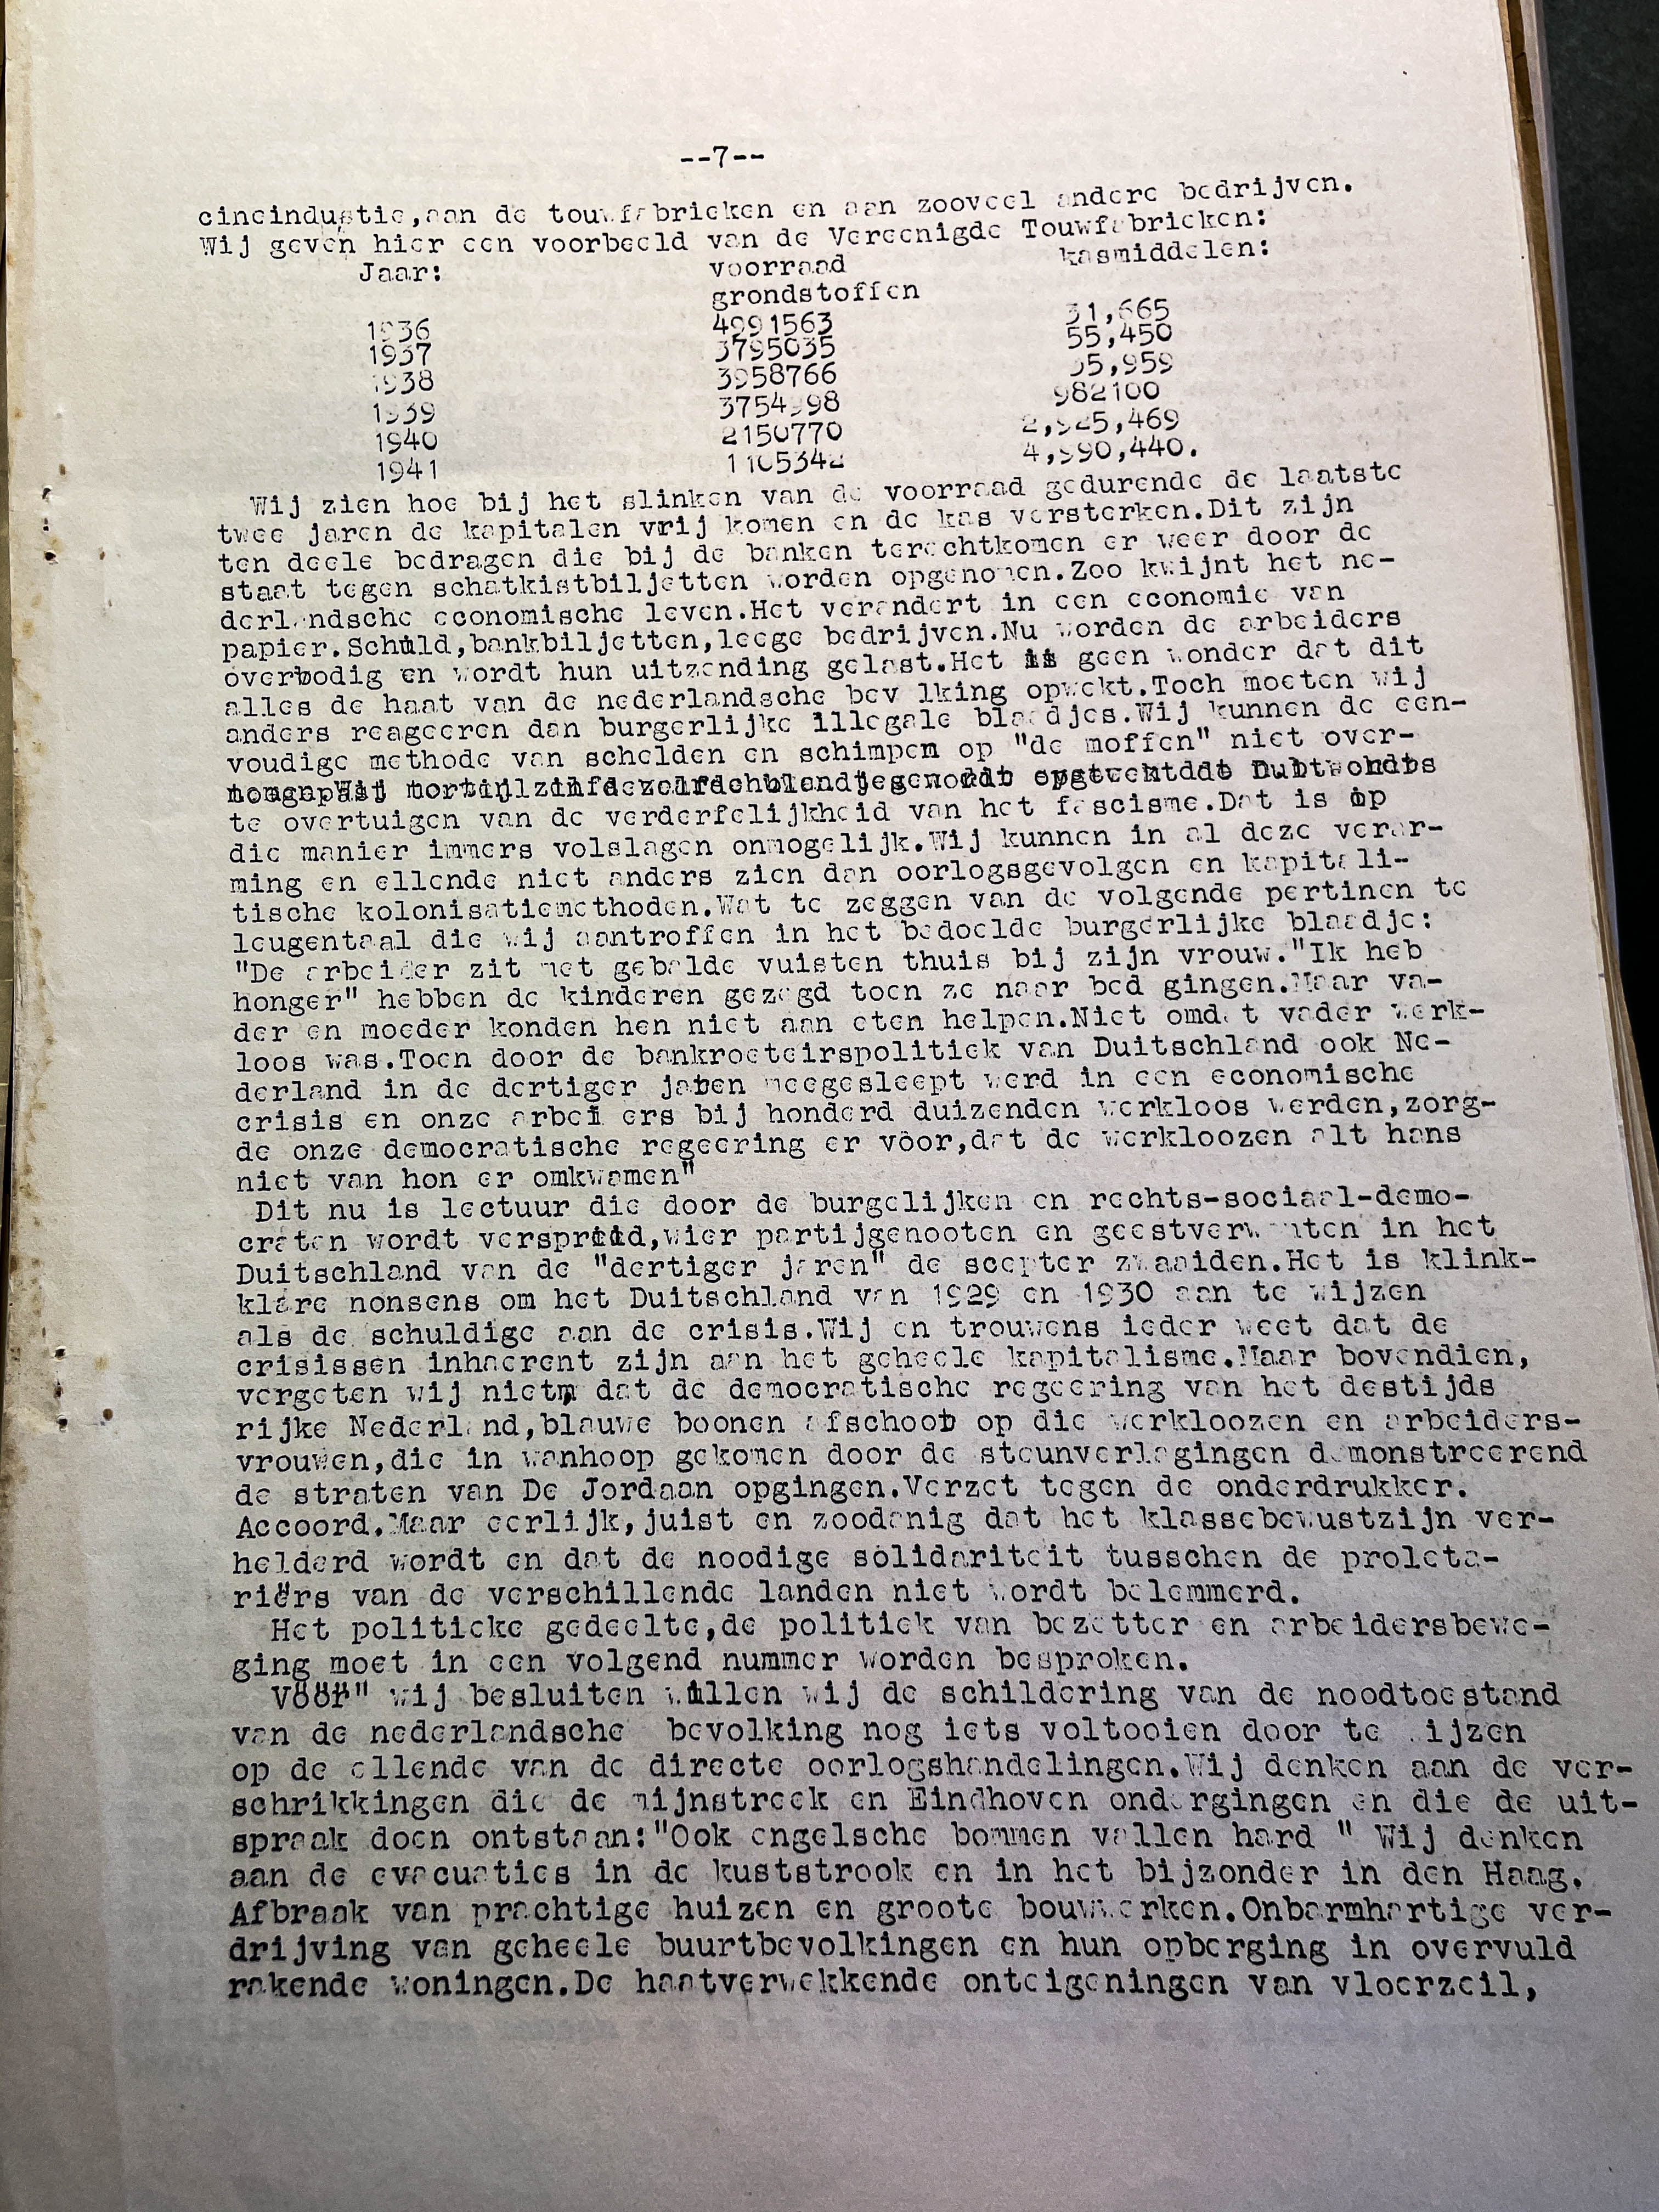 --7--
cineindustie,aan de touwfabrieken en aan zooveel andere bedrijven.
Wij geven hier een voorbeeld van de Vereenigde Touwfabrieken:
Jaar: voorraad kasmiddelen:
grondstoffen
1936 4991563 31,665
1937 3795035 55,450
1938 3958766 35,959
1939 3754998 982100
1940 2150770 2,925,469
1941 1105342 4,990,440.
Wij zien hoe bij het slinken van de voorraad gedurende de laatste
twee jaren de kapitalen vrij komen en de kas versterken.Dit zijn
ten deele bedragen die bij de banken terechtkomen er weer door de
staat tegen schatkistbiljetten worden opgenomen.Zoo kwijnt het ne-
derlandsche economische leven.Het verandert in een economie van
papier.Schuld,bankbiljetten,leege bedrijven.Nu worden de arbeiders
overbodig en wordt hun uitzending gelast.Het is geen wonder dat dit
alles de haat van de nederlandsche bev lking opwekt.Toch moeten wij
anders reageeren dan burgerlijke illegale blaadjes.Wij kunnen de een-
voudige methode van schelden en schimpen op "de moffen" niet over-
te overtuigen van de verderfelijkheid van het fascisme.Dat is op
die manier immers volslagen onmogelijk.Wij kunnen in al deze verar-
ming en ellende niet anders zien dan oorlogsgevolgen en kapitali-
tische kolonisatiemethoden.Wat te zeggen van de volgende pertinen te
leugentaal die wij aantroffen in het bedoelde burgerlijke blaadje:
"De arbeider zit met gebalde vuisten thuis bij zijn vrouw."Ik heb
honger" hebben de kinderen gezegd toen ze naar bed gingen.Maar va-
der en moeder konden hen niet aan eten helpen.Niet omdat vader werk-
loos was.Toen door de bankroeteirspolitiek van Duitschland ook Ne-
derland in de dertiger jaren meegesleept werd in een economische
crisis en onze arbei ers bij honderd duizenden werkloos werden,zorg-
de onze democratische regeering er vóor,dat de werkloozen alt hans
niet van hon er omkwamen"
Dit nu is lectuur die door de burgelijken en rechts-sociaal-demo-
craten wordt verspreid,wier partijgenooten en geestverwanten in het
Duitschland van de "dertiger jaren" de scepter zwaaiden.Het is klink-
klare nonsens om het Duitschland van 1929 en 1930 aan te wijzen
als de schuldige aan de crisis.Wij en trouwens ieder weet dat de
crisissen inhaerent zijn aan het geheele kapitalisme.Maar bovendien,
vergeten wij niet, dat de democratische regeering van het destijds
rijke Nederland,blauwe boonen afschoot op die werkloozen en arbeiders-
vrouwen,die in wanhoop gekomen door de steunverlagingen demonstreerend
de straten van De Jordaan opgingen.Verzet tegen de onderdrukker.
Accoord.Maar eerlijk,juist en zoodanig dat het klassebewustzijn ver-
helderd wordt en dat de noodige solidariteit tusschen de proleta-
riërs van de verschillende landen niet wordt belemmerd.
Het politieke gedeelte,de politiek van bezetter en arbeidersbewe-
ging moet in een volgend nummer worden besproken.
Vöör" wij besluiten willen wij de schildering van de noodtoestand
van de nederlandsche bevolking nog iets voltooien door te wijzen
op de ellende van de directe oorlogshandelingen.Wij denken aan de ver-
schrikkingen die de mijnstreek en Eindhoven ondergingen en die de uit-
spraak doen ontstaan:"Ook engelsche bommen vallen hard " Wij denken
aan de evacuaties in de kuststrook en in het bijzonder in den Haag.
Afbraak van prachtige huizen en groote bouwwerken.Onbarmhartige ver-
drijving van geheele buurtbevolkingen en hun opberging in overvuld
rakende woningen.De haatverwekkende onteigeningen van vloerzeil,